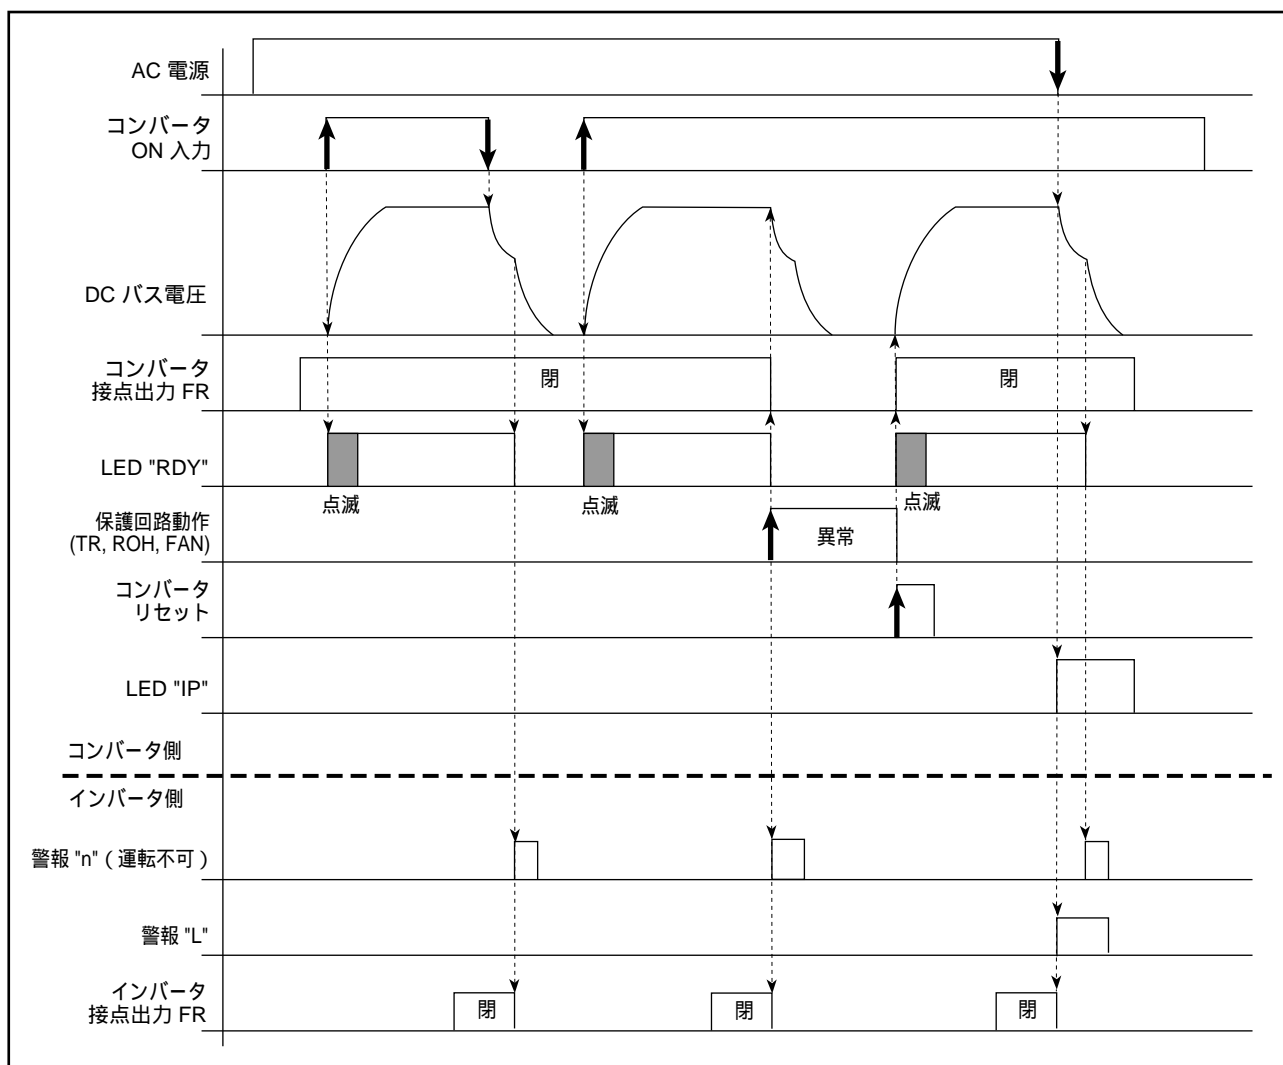 AC 電源
コンバータ
ON 入力
DC バス電圧
コンバータ
接点出力 FR
閉
閉
LED "RDY"
点滅
点滅
点滅
保護回路動作
(TR, ROH, FAN)
異常
コンバータ
リセット
LED "IP"
コンバータ側
インバータ側
警報 "n" ( 運転不可 )
警報 "L"
インバータ
接点出力 FR
閉
閉
閉